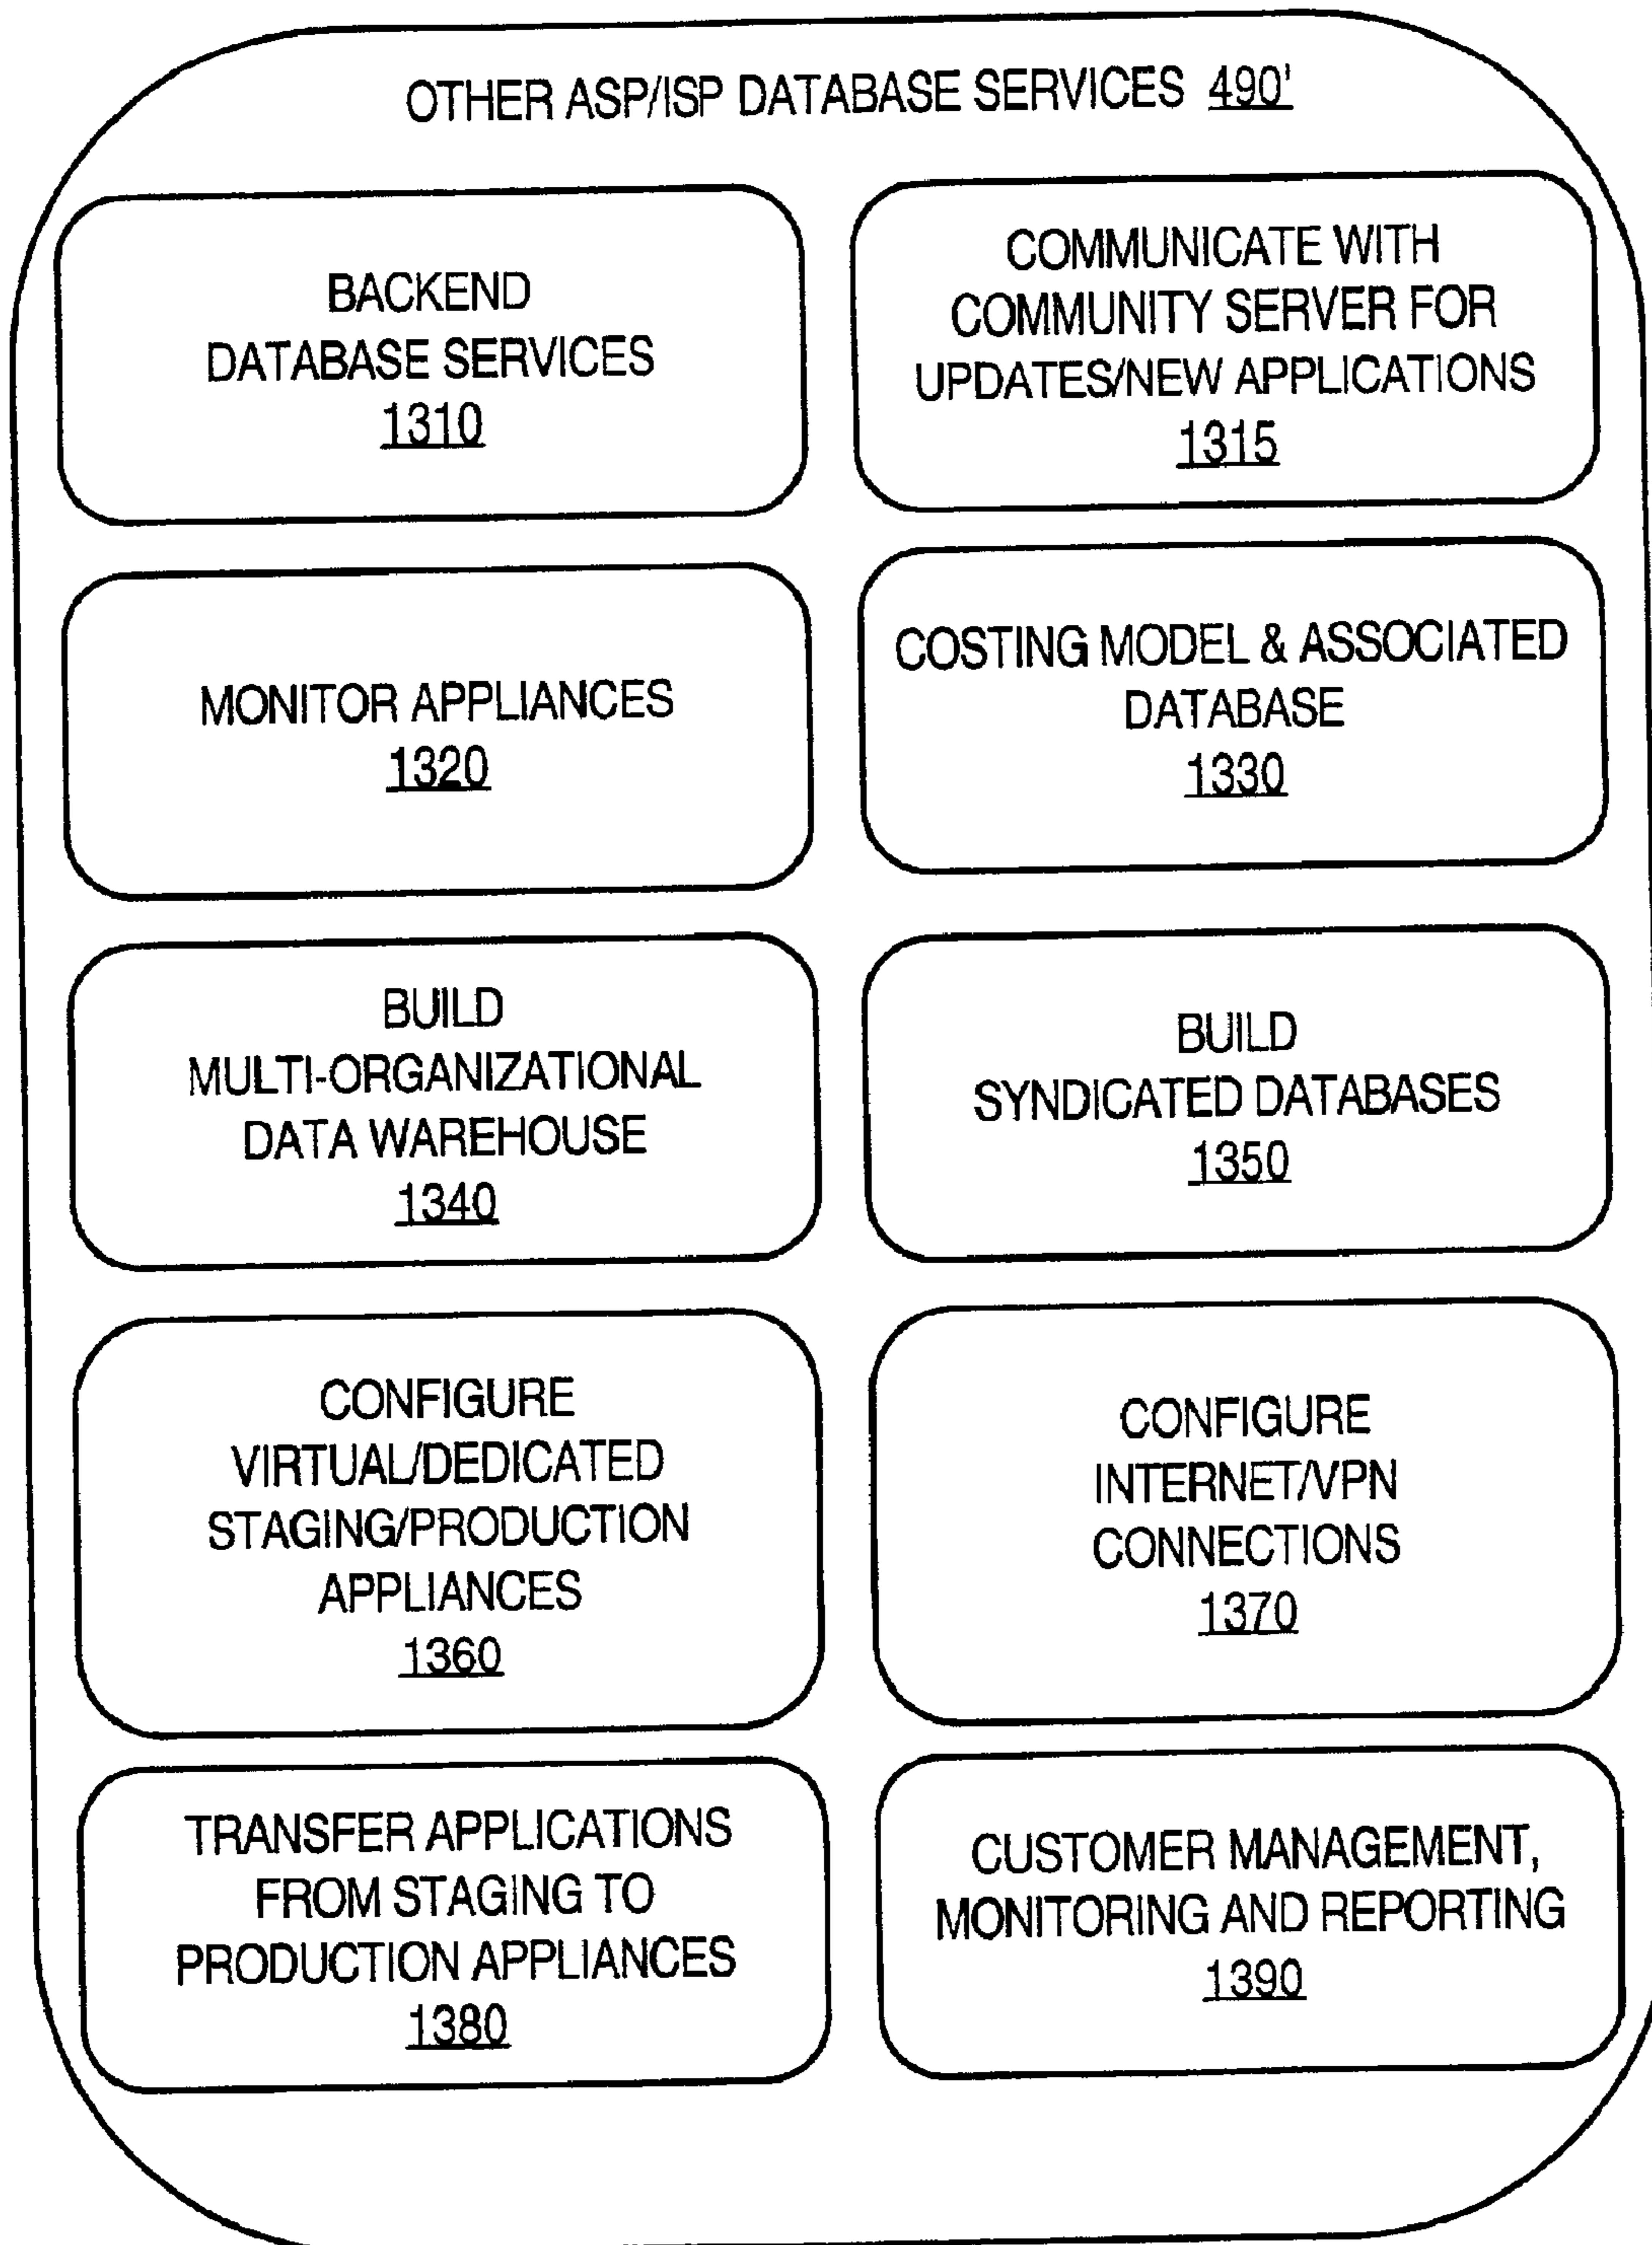 OTHER ASP/ISP DATABASE SERVICES 490'
BACKEND
DATABASE SERVICES
1310
COMMUNICATE WITH
COMMUNITY SERVER FOR
UPDATES/NEW APPLICATIONS
1315
MONITOR APPLIANCES
1320
COSTING MODEL & ASSOCIATED
DATABASE
1330
BUILD
MULTI-ORGANIZATIONAL
DATA WAREHOUSE
1340
BUILD
SYNDICATED DATABASES
1350
CONFIGURE
VIRTUAL/DEDICATED
STAGING/PRODUCTION
APPLIANCES
1360
CONFIGURE
INTERNET/VPN
CONNECTIONS
1370
TRANSFER APPLICATIONS
FROM STAGING TO
PRODUCTION APPLIANCES
1380
CUSTOMER MANAGEMENT,
MONITORING AND REPORTING
1390